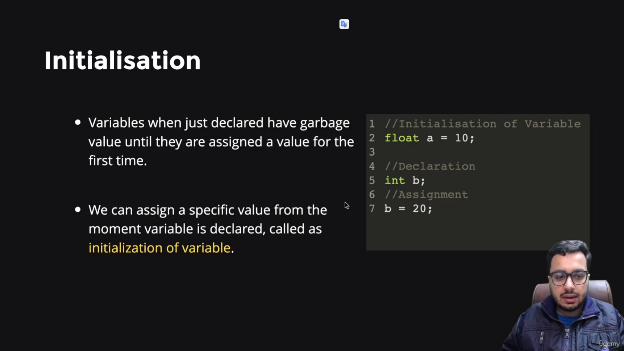 Initialisation
Variables when just declared have garbage
value until they are assigned a value for the
first time.
We can assign a specific value from the
moment variable is declared, called as
initialization of variable.
1 //Initialisation of Variable
2 float a = 10;
3
4 //Declaration
5 int b;
6 //Assignment
7 b = 20;
Udemy